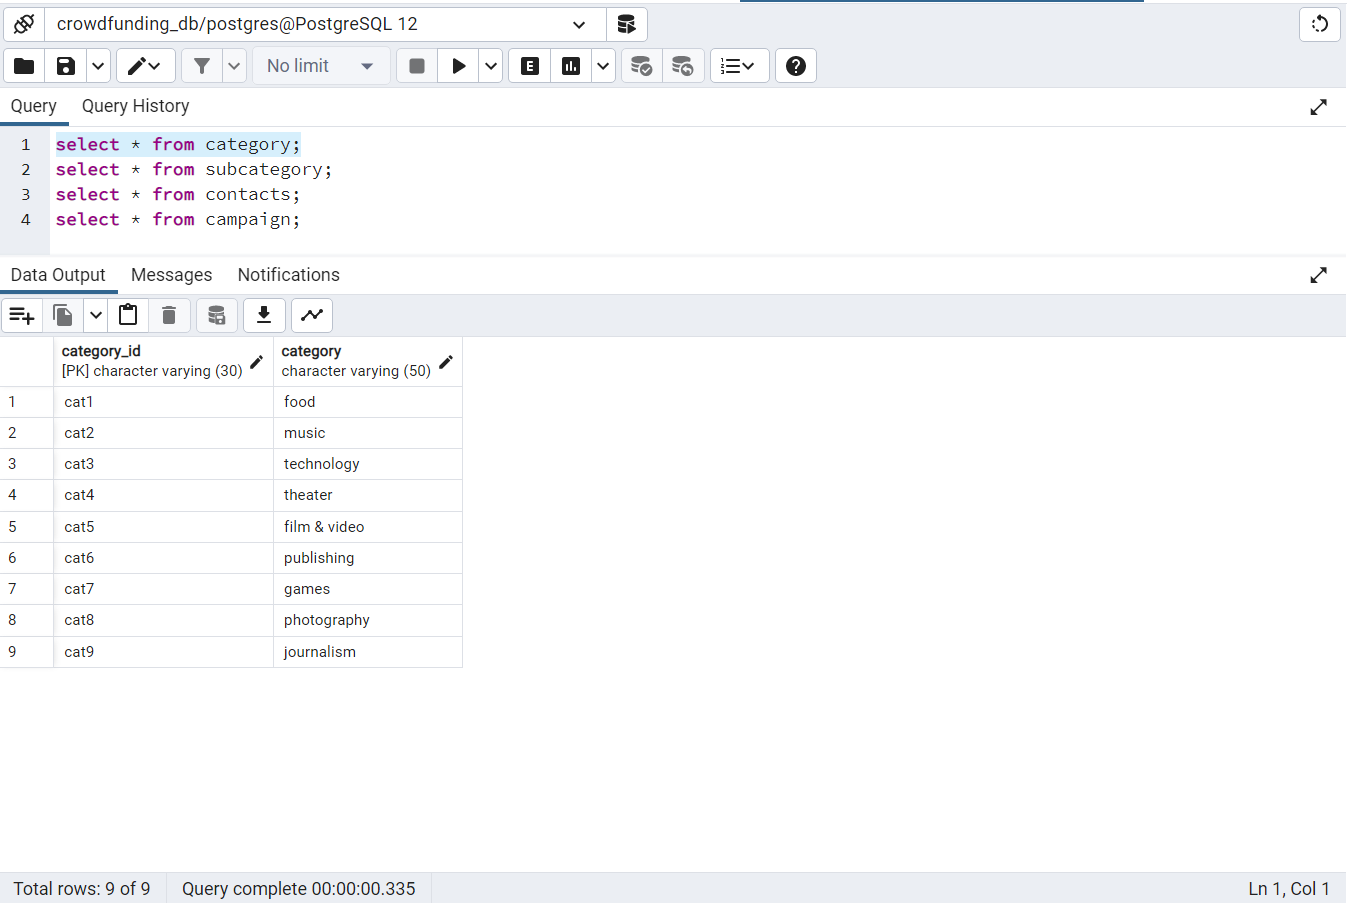 crowdfunding_db/postgres@PostgreSQL 12
No limit
E
Query Query History
1 select * from category;
2 select * from subcategory;
3 select * from contacts;
4 select * from campaign;
Data Output Messages Notifications
category_id category
[PK] character varying (30) character varying (50)
1 cat1 food
2 cat2 music
3 cat3 technology
4 cat4 theater
5 cat5 film & video
6 cat6 publishing
7 cat7 games
8 cat8 photography
9 cat9 journalism
Total rows: 9 of 9 Query complete 00:00:00.335 Ln 1, Col 1